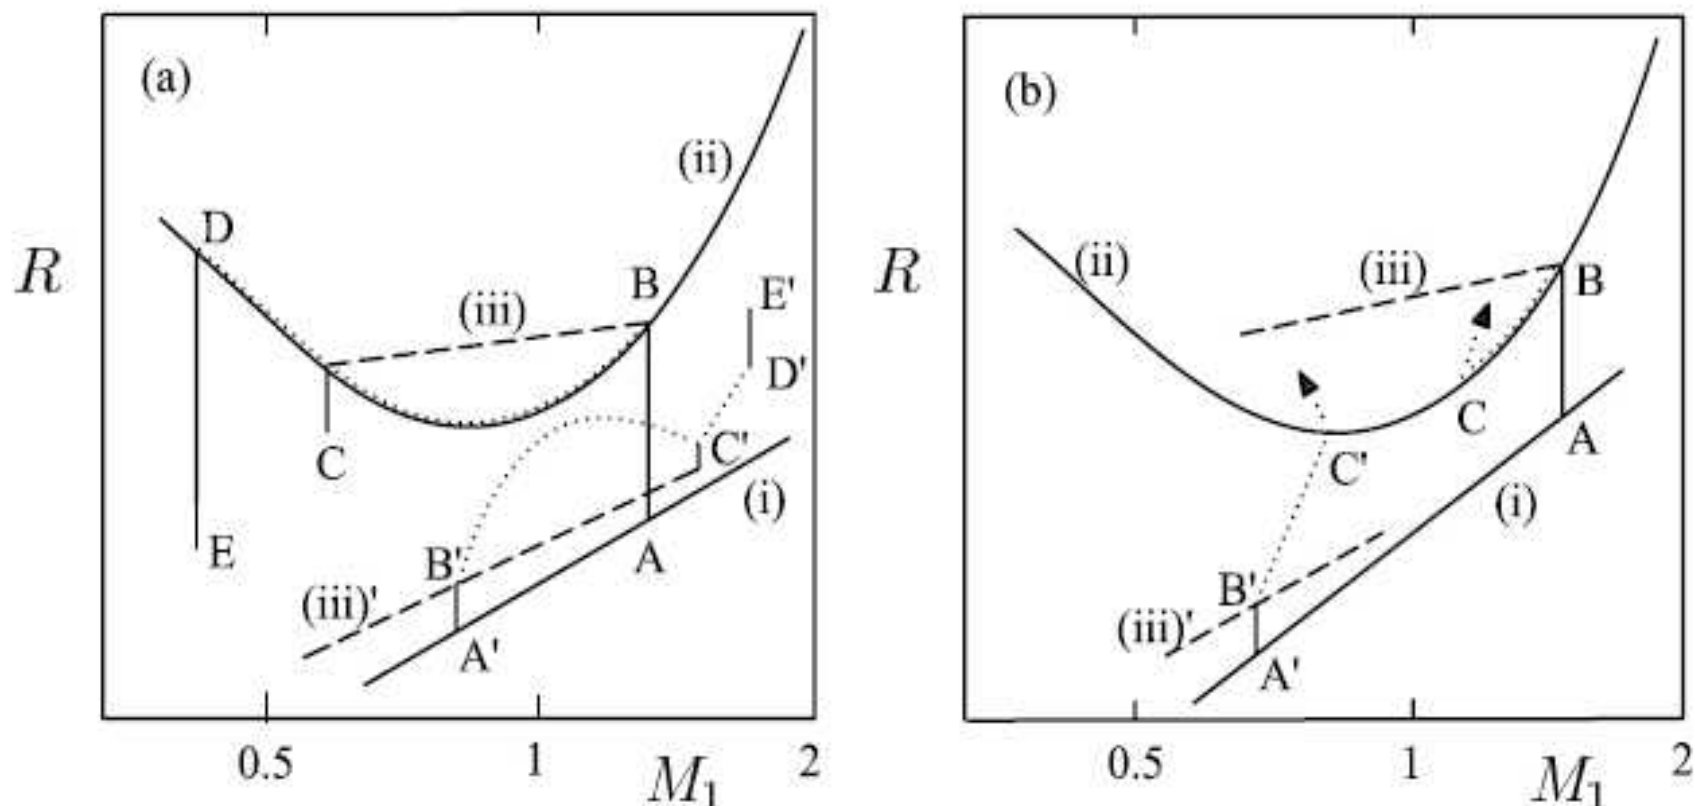 (a)
(ii)
D
R
B
(iii)
E'
D'
C
C'
(i)
E
B'
A
(iii)'
A'
0.5
1
M₁
2
(b)
(ii)
(iii)
R
B
C
A
C'
(i)
B'
(iii)'
A'
0.5
1
M₁
2